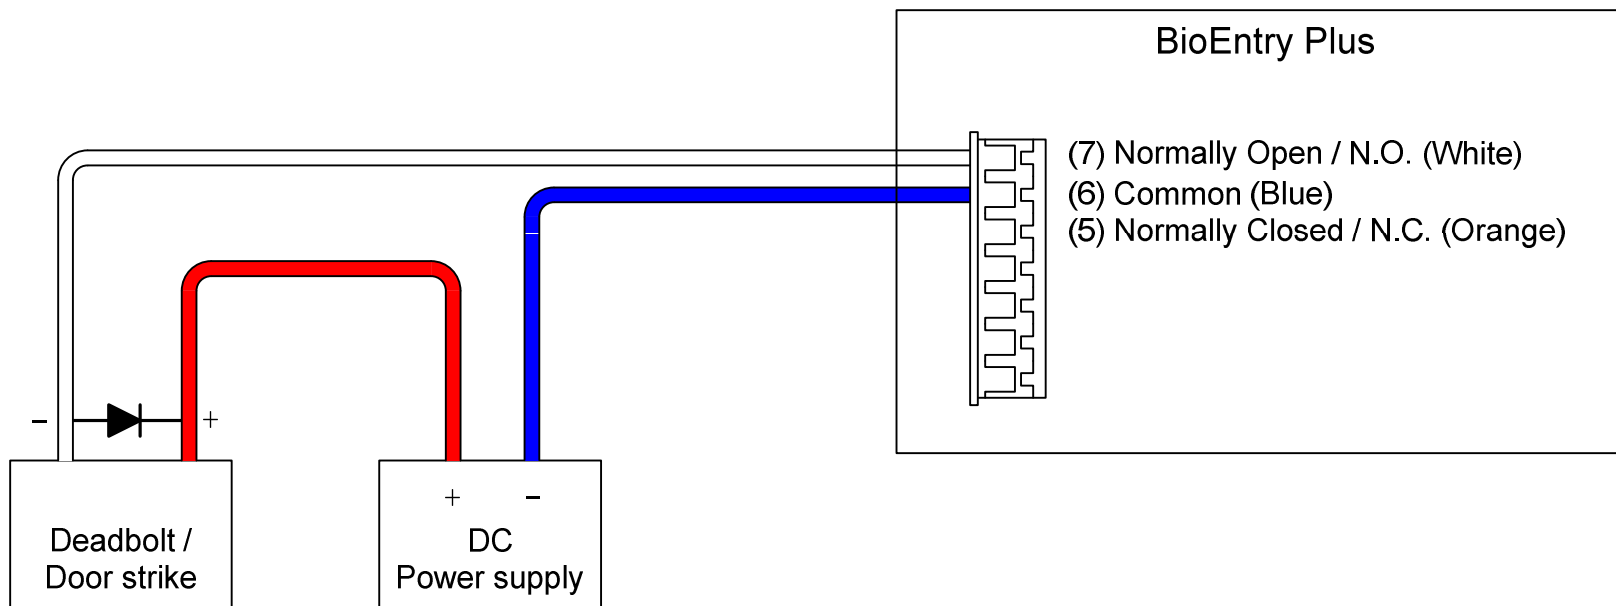 BioEntry Plus
(7) Normally Open / N.O. (White)
(6) Common (Blue)
(5) Normally Closed / N.C. (Orange)
− +
+ −
Deadbolt /
Door strike
DC
Power supply